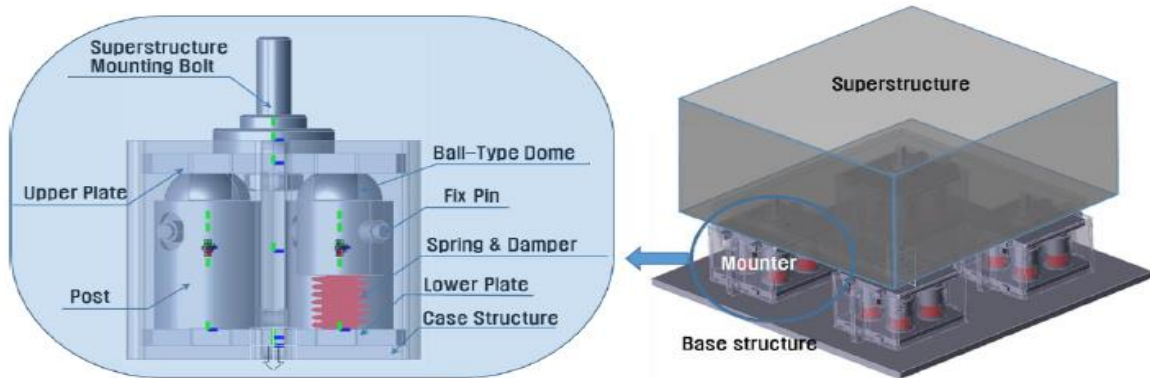 Superstructure
Mounting Bolt
Ball-Type Dome
Upper Plate
Fix Pin
Spring & Damper
Post
Lower Plate
Case Structure
Superstructure
Mounter
Base structure